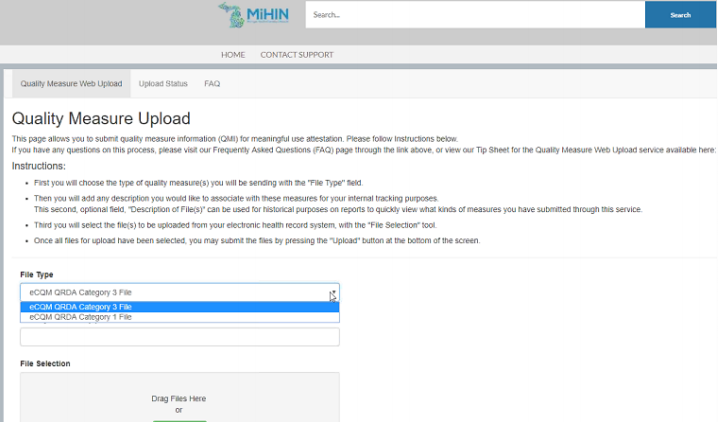 MiHIN
Search...
Search
HOME CONTACT SUPPORT
Quality Measure Web Upload Upload Status FAQ
Quality Measure Upload
This page allows you to submit quality measure information (QMI) for meaningful use attestation. Please follow Instructions below.
If you have any questions on this process, please visit our Frequently Asked Questions (FAQ) page through the link above, or view our Tip Sheet for the Quality Measure Web Upload service available here:
Instructions:
• First you will choose the type of quality measure(s) you will be sending with the "File Type" field.
• Then you will add any description you would like to associate with these measures for your internal tracking purposes.
This second, optional field, "Description of File(s)" can be used for historical purposes on reports to quickly view what kinds of measures you have submitted through this service.
• Third you will select the file(s) to be uploaded from your electronic health record system, with the "File Selection" tool.
• Once all files for upload have been selected, you may submit the files by pressing the "Upload" button at the bottom of the screen.
File Type
eCQM QRDA Category 3 File
eCQM QRDA Category 3 File
eCQM QRDA Category 1 File
File Selection
Drag Files Here
or